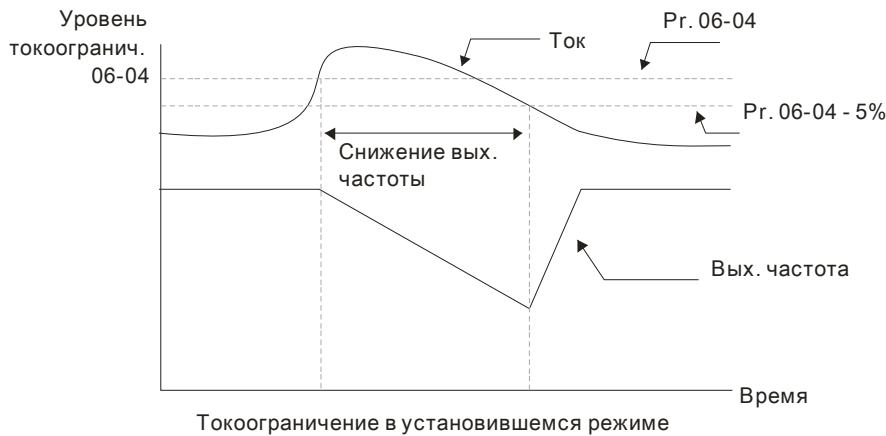 Уровень
токоогранич.
06-04
Ток
Pr. 06-04
Pr. 06-04 - 5%
Снижение вых.
частоты
Вых. частота
Время
Токоограничение в установившемся режиме